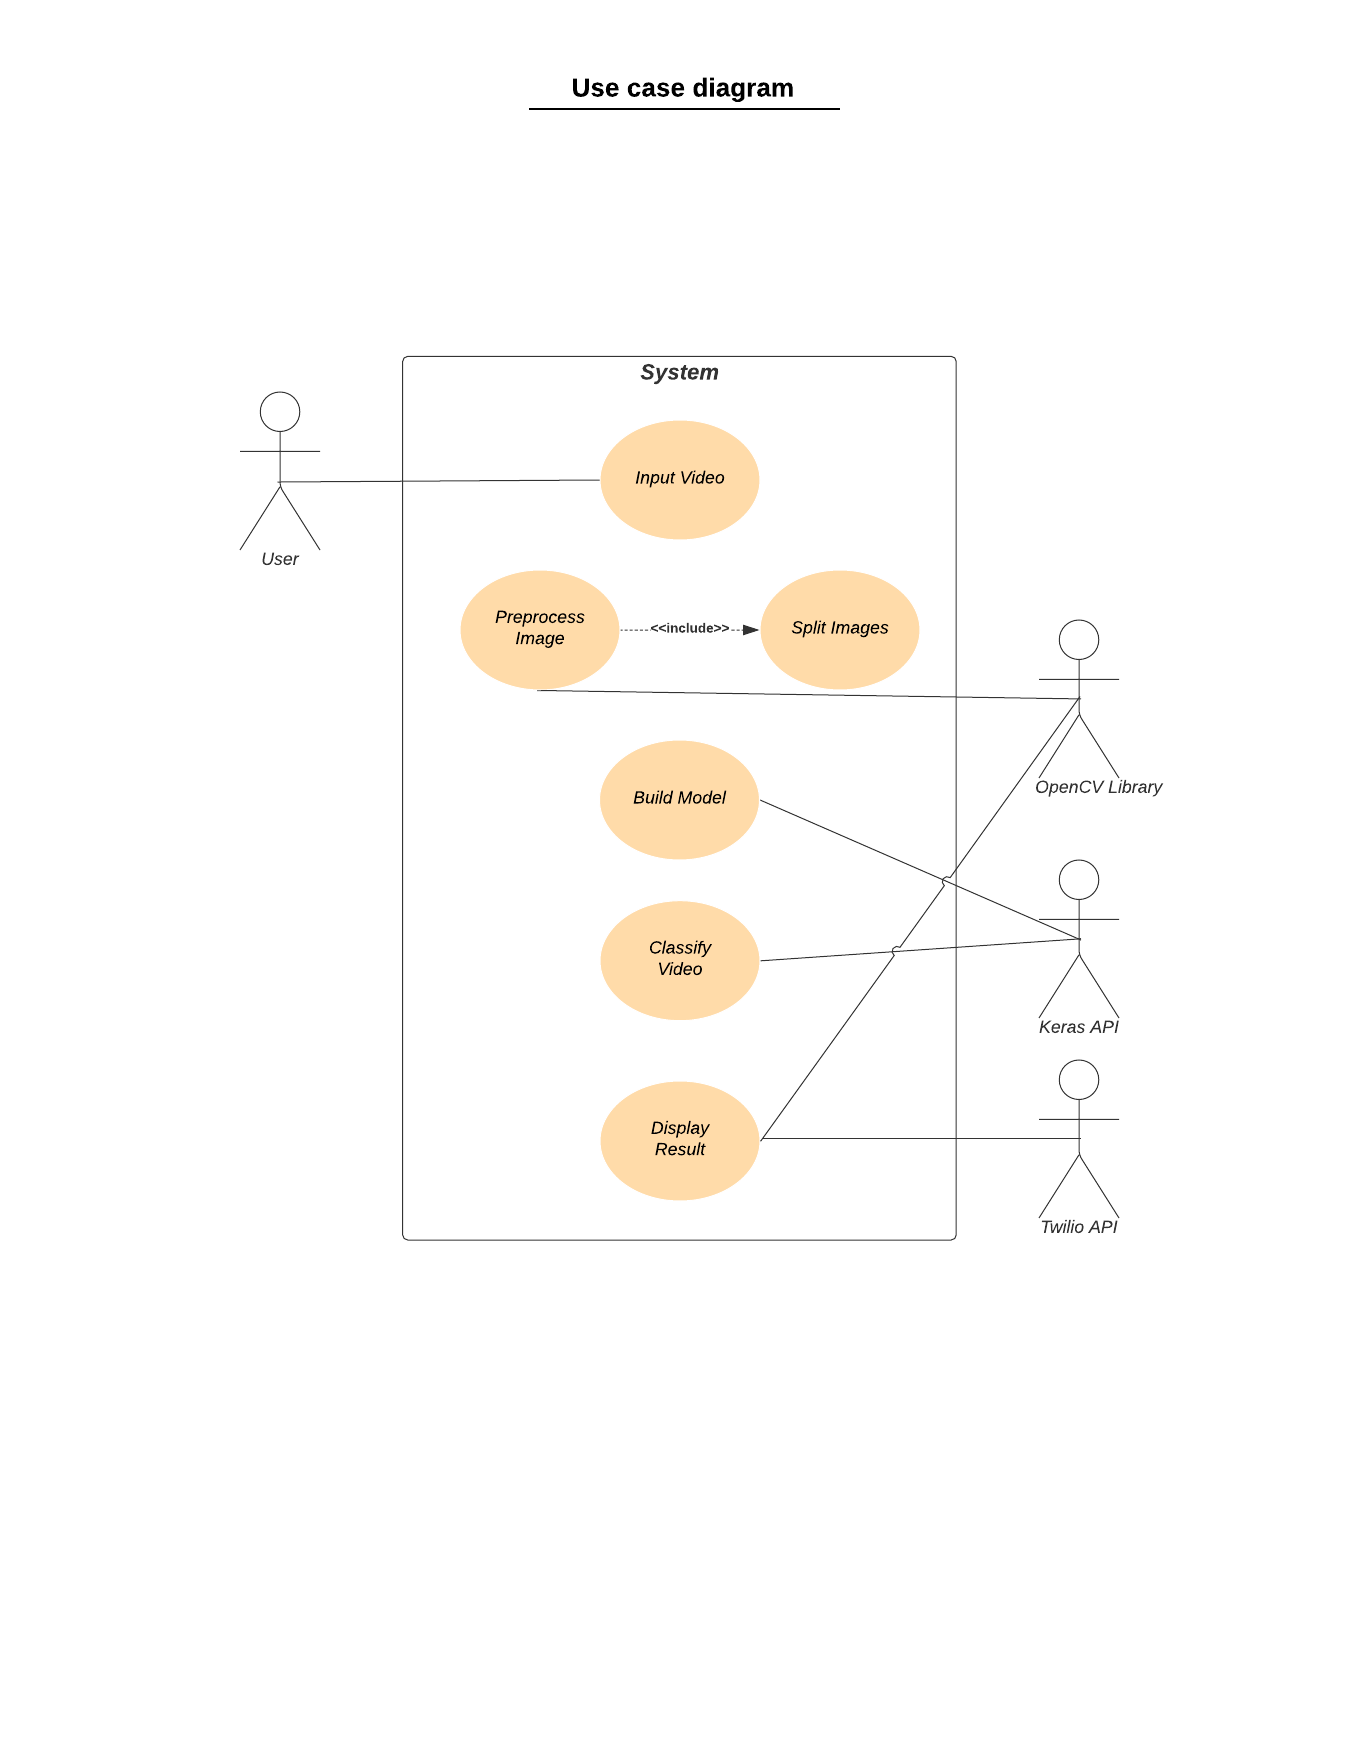 Use case diagram
System
Input Video
User
Preprocess
Image
<<include>>
Split Images
OpenCV Library
Build Model
Classify
Video
Keras API
Display
Result
Twilio API